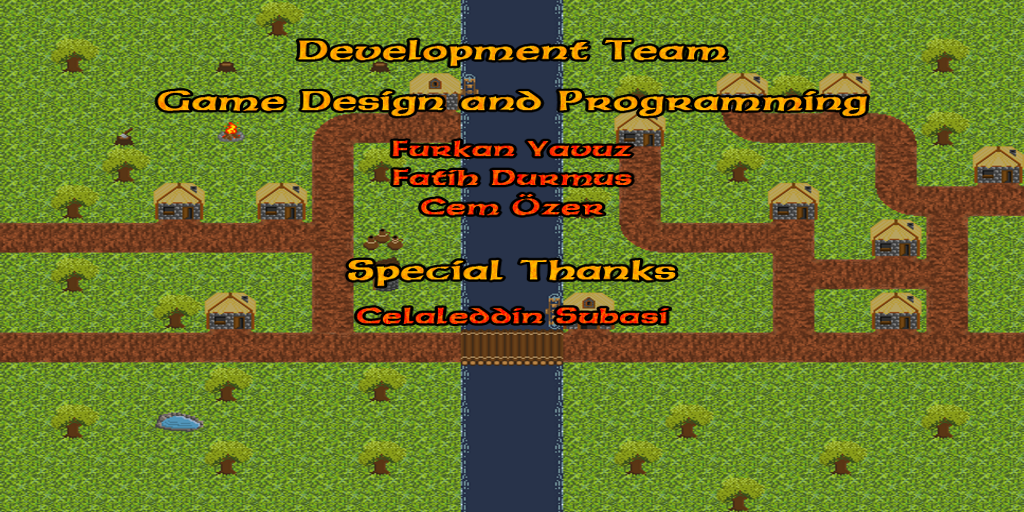 Development Team
Game Design and Programming
Furkan Yavuz
Fatih Durmus
Cem Özer
Special Thanks
Celaleddin Subasi